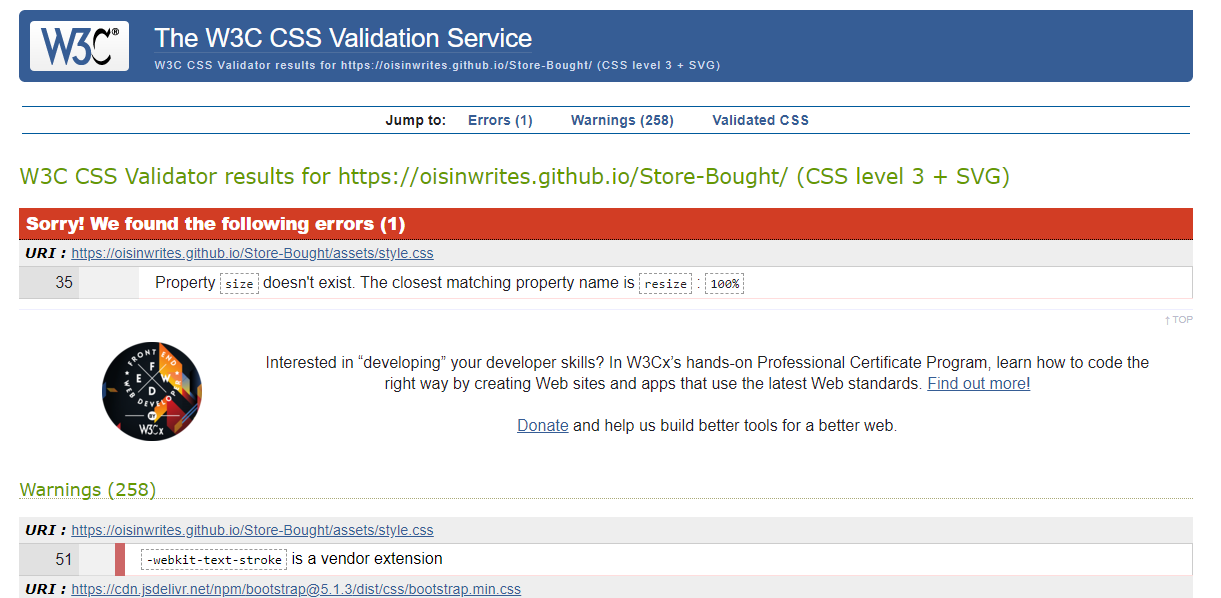 W3C®
The W3C CSS Validation Service
W3C CSS Validator results for https://oisinwrites.github.io/Store-Bought/ (CSS level 3 + SVG)
Jump to: Errors (1) Warnings (258) Validated CSS
W3C CSS Validator results for https://oisinwrites.github.io/Store-Bought/ (CSS level 3 + SVG)
Sorry! We found the following errors (1)
URI : https://oisinwrites.github.io/Store-Bought/assets/style.css
35 Property size doesn't exist. The closest matching property name is resize : 100%
↑ TOP
FRONT END WEB DEVELOPER
F E W D
BY
W3Cx
Interested in “developing” your developer skills? In W3Cx’s hands-on Professional Certificate Program, learn how to code the
right way by creating Web sites and apps that use the latest Web standards. Find out more!
Donate and help us build better tools for a better web.
Warnings (258)
URI : https://oisinwrites.github.io/Store-Bought/assets/style.css
51 -webkit-text-stroke is a vendor extension
URI : https://cdn.jsdelivr.net/npm/bootstrap@5.1.3/dist/css/bootstrap.min.css